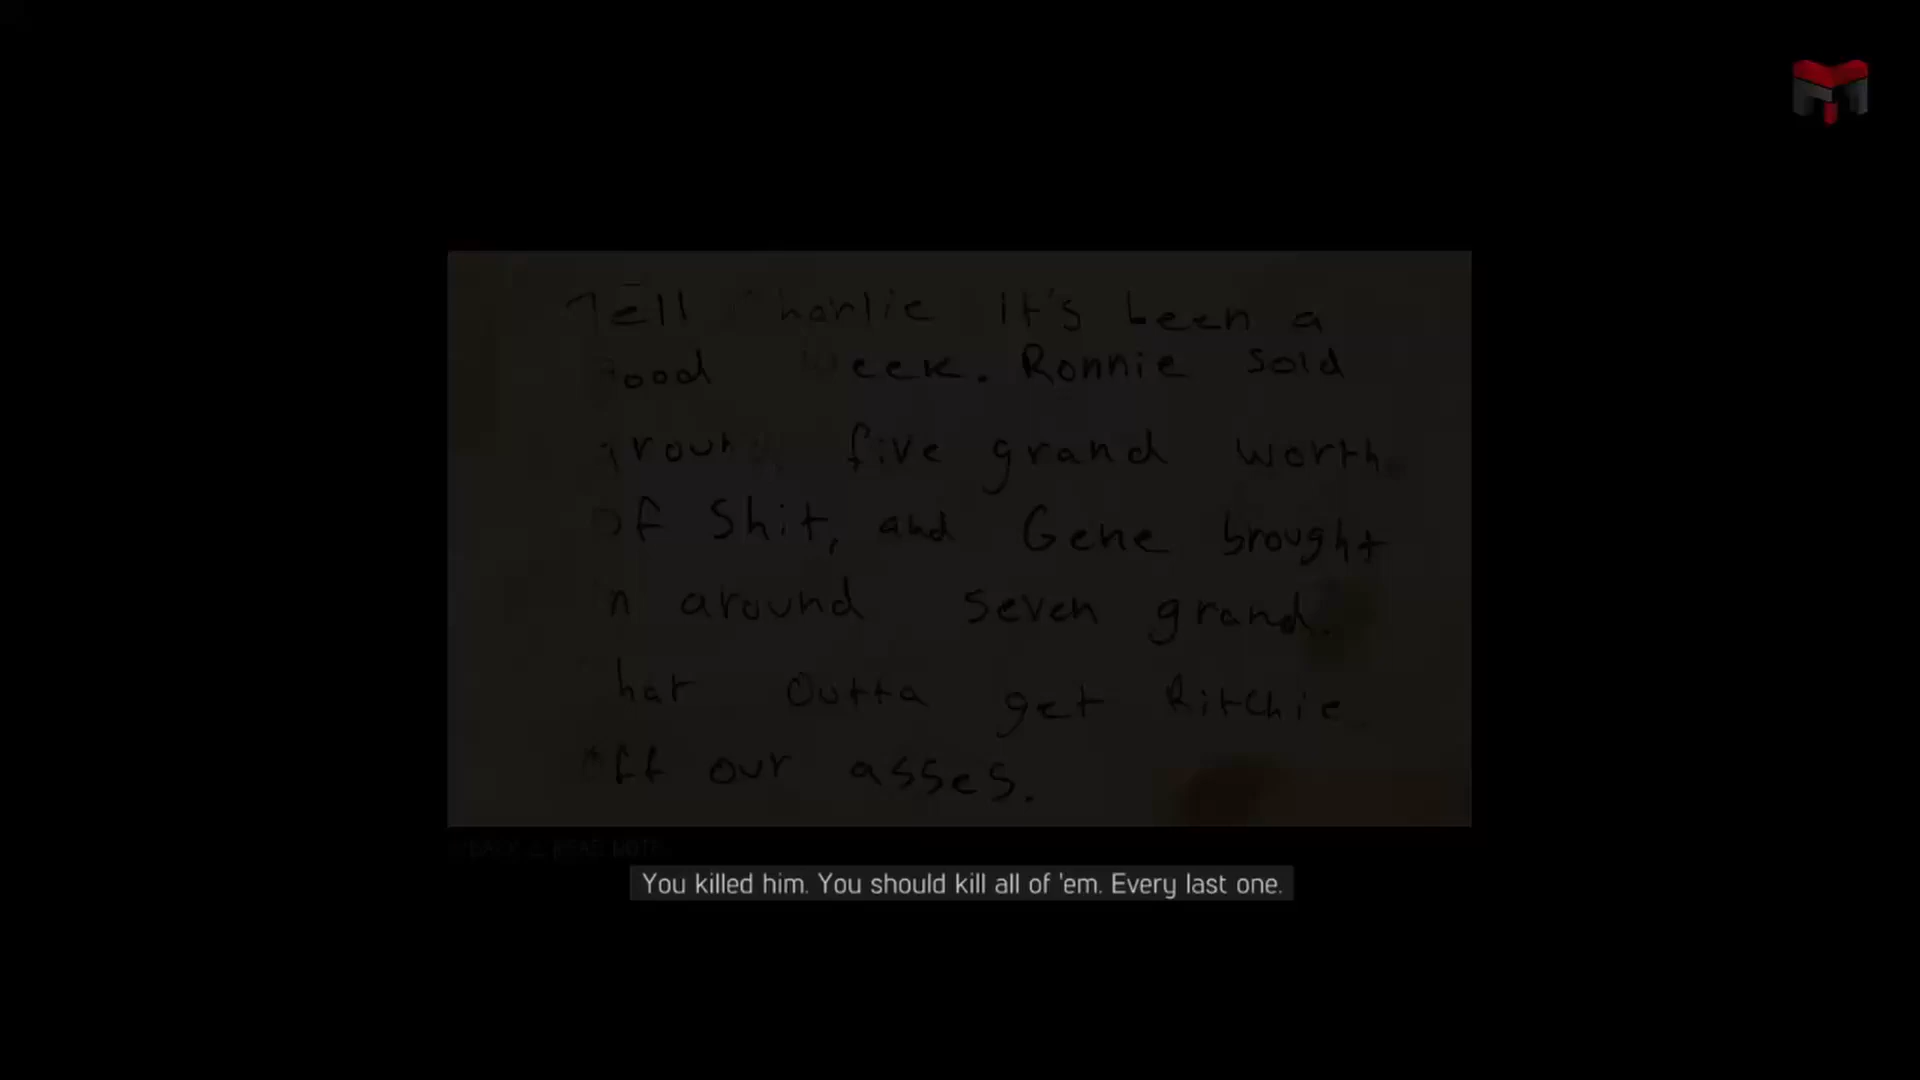 Tell Charlie It's been a
good week. Ronnie sold
around five grand worth
of Shit, and Gene brought
in around seven grand.
That Outta get Ritchie
off our asses.
You killed him. You should kill all of 'em. Every last one.